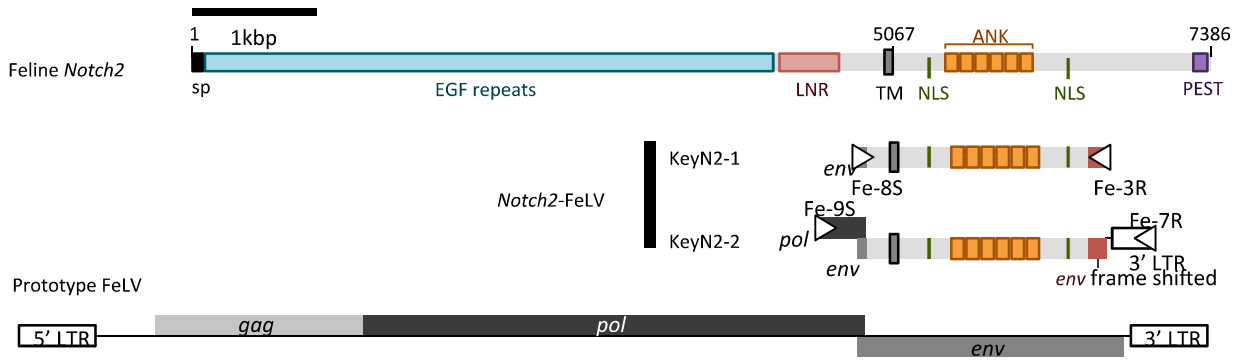 1 1kbp 5067 ANK 7386
Feline Notch2
sp EGF repeats LNR TM NLS NLS PEST
KeyN2-1 env
Fe-8S Fe-3R
Notch2-FeLV
Fe-9S Fe-7R
KeyN2-2 pol
env 3’ LTR
env frame shifted
Prototype FeLV
5’ LTR gag pol env 3’ LTR